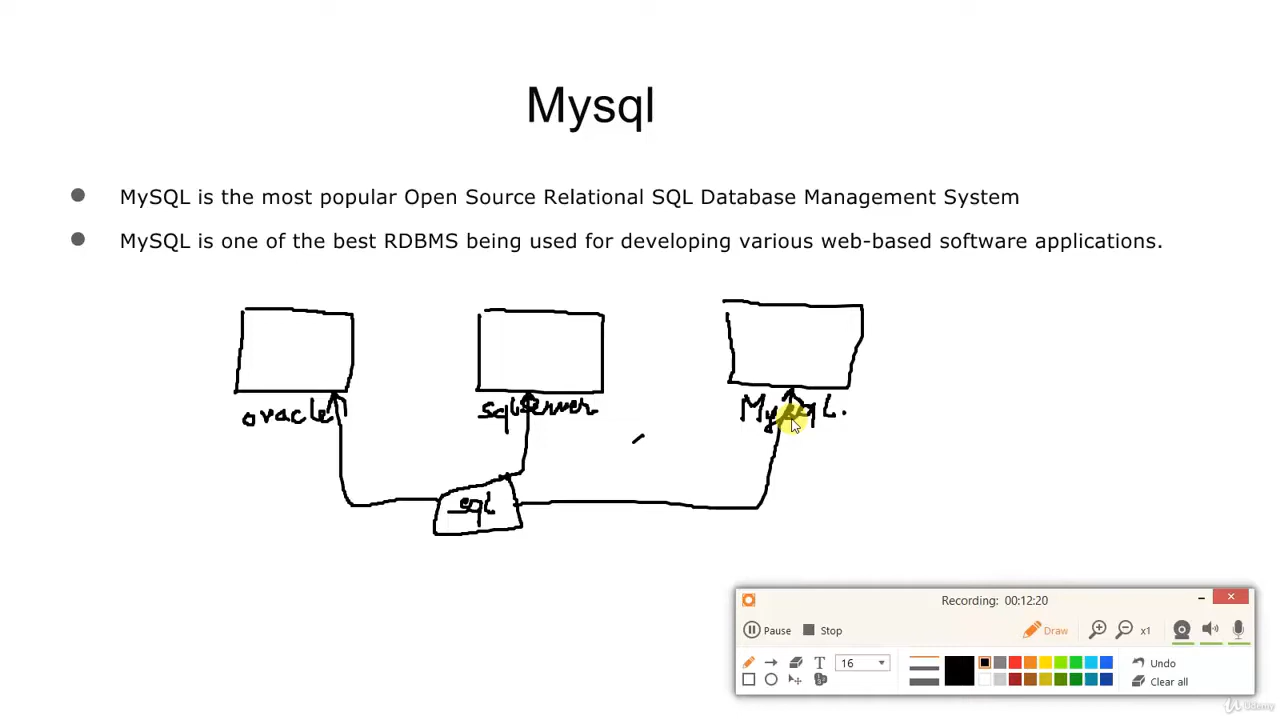 Mysql
MySQL is the most popular Open Source Relational SQL Database Management System
MySQL is one of the best RDBMS being used for developing various web-based software applications.
oracle sqlserver MysqL.
sql
Recording: 00:12:20
Pause Stop Draw x1
T 16 Undo
Clear all
Udemy